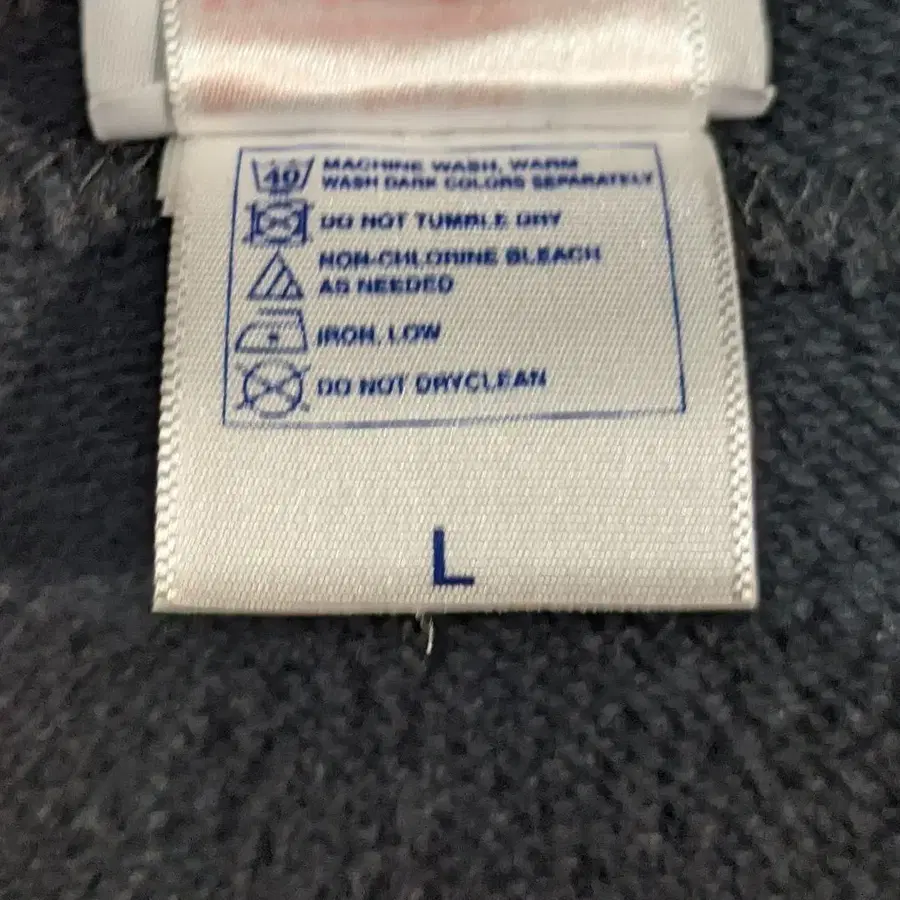 40 MACHINE WASH, WARM
WASH DARK COLORS SEPARATELY
DO NOT TUMBLE DRY
NON-CHLORINE BLEACH
AS NEEDED
IRON, LOW
DO NOT DRYCLEAN
L